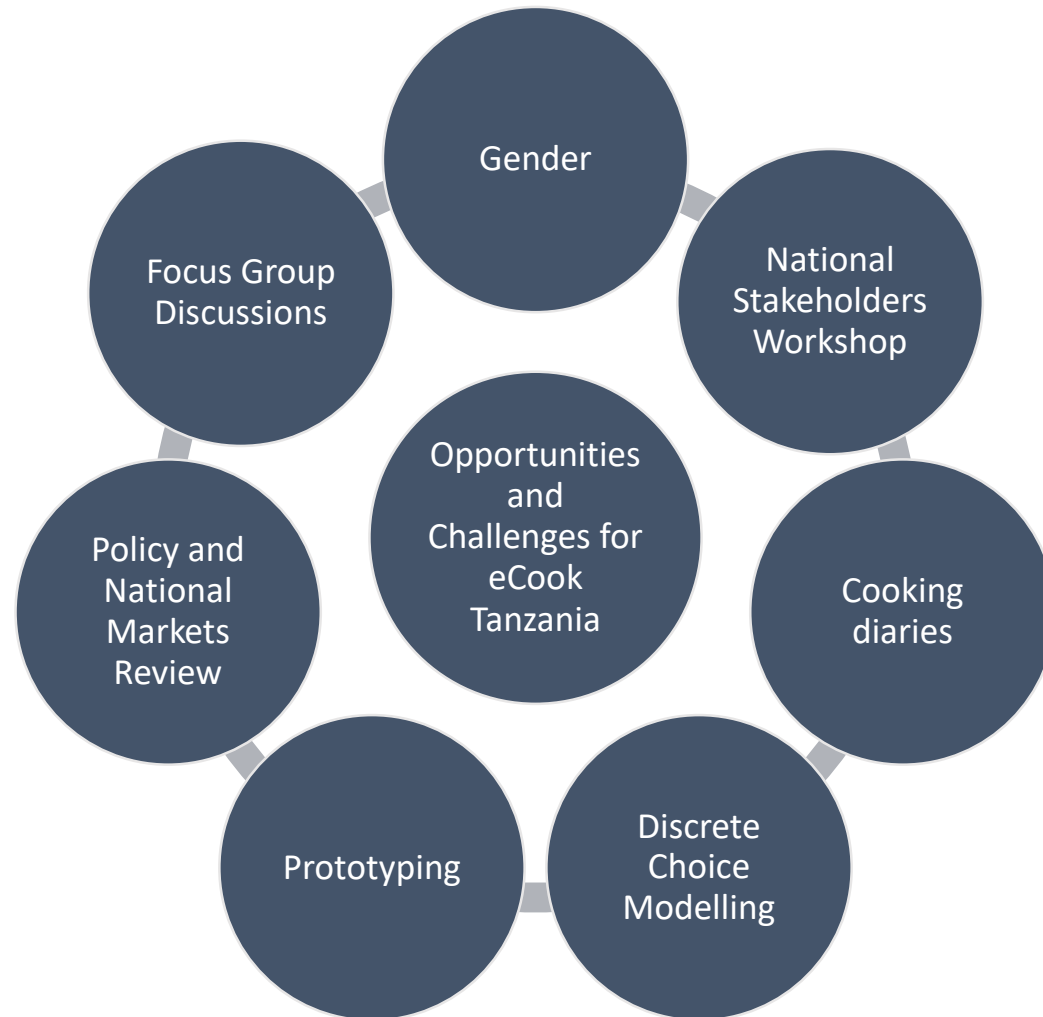 Gender
National
Stakeholders
Workshop
Cooking
diaries
Discrete
Choice
Modelling
Prototyping
Policy and
National
Markets
Review
Focus Group
Discussions
Opportunities
and
Challenges for
eCook
Tanzania